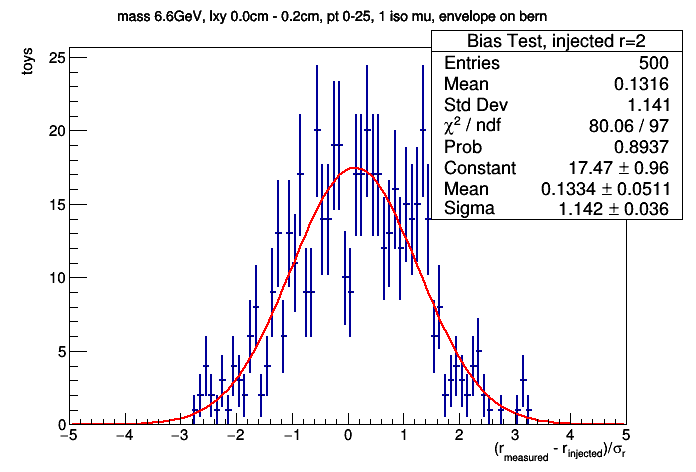 mass 6.6GeV, lxy 0.0cm - 0.2cm, pt 0-25, 1 iso mu, envelope on bern
Bias Test, injected r=2
Entries 500
Mean 0.1316
Std Dev 1.141
χ² / ndf 80.06 / 97
Prob 0.8937
Constant 17.47 ± 0.96
Mean 0.1334 ± 0.0511
Sigma 1.142 ± 0.036
toys
25
20
15
10
5
0
−5 −4 −3 −2 −1 0 1 2 3 4 5
(r_measured - r_injected)/σ_r